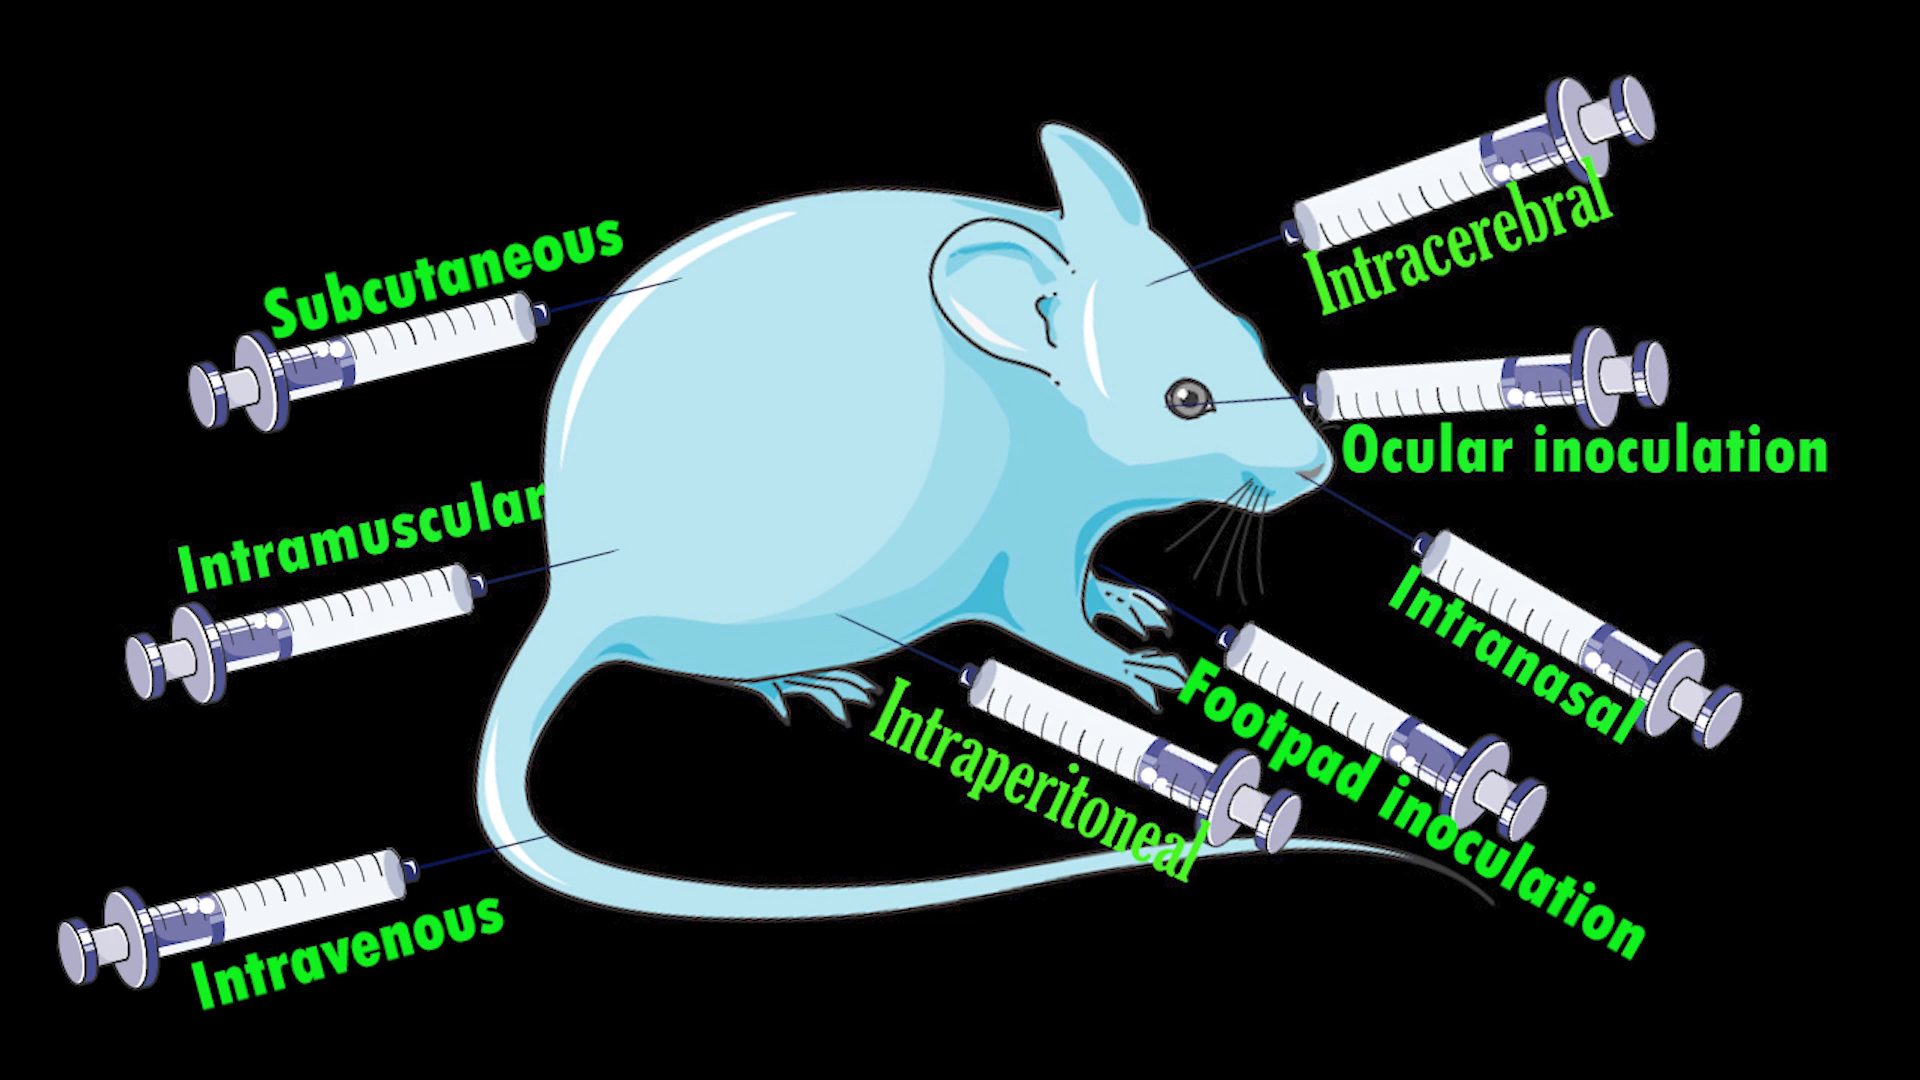 Subcutaneous
Intracerebral
Ocular inoculation
Intramuscular
Intranasal
Footpad inoculation
Intraperitoneal
Intravenous